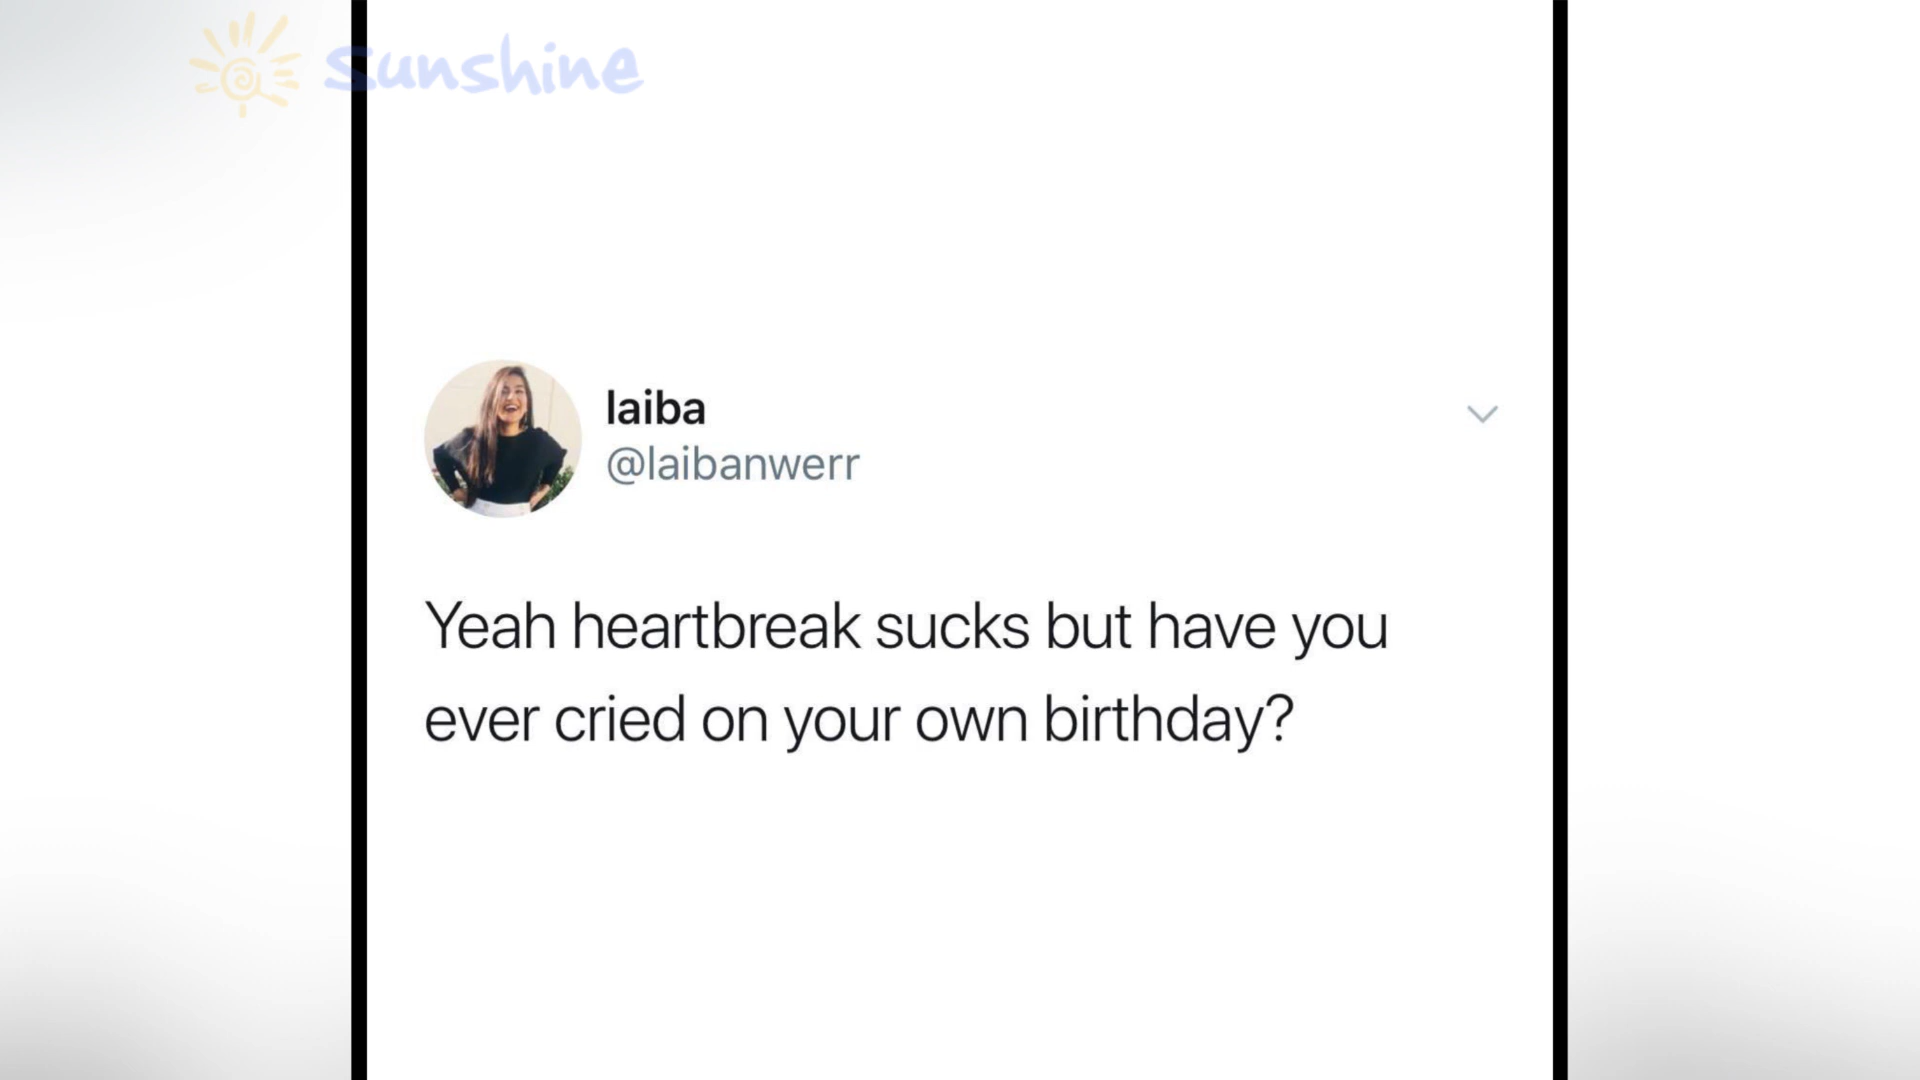 Sunshine
laiba
@laibanwerr
Yeah heartbreak sucks but have you
ever cried on your own birthday?